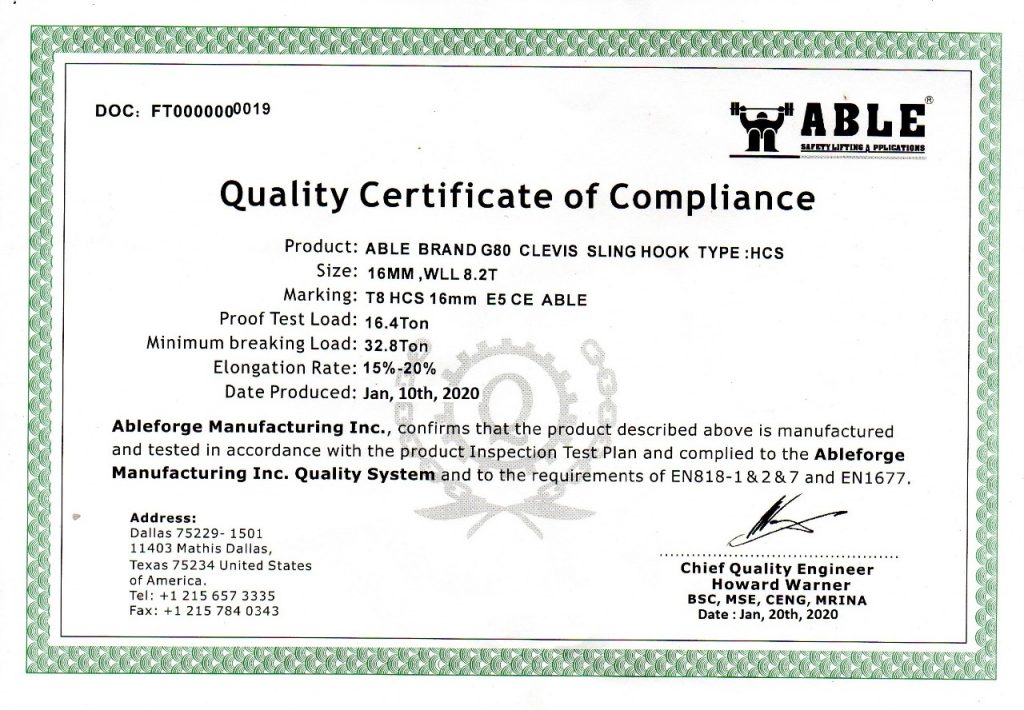 DOC: FT0000000019
ABLE®
SAFETY LIFTING A PPLICATIONS
Quality Certificate of Compliance
Product: ABLE BRAND G80 CLEVIS SLING HOOK TYPE :HCS
Size: 16MM ,WLL 8.2T
Marking: T8 HCS 16mm E5 CE ABLE
Proof Test Load: 16.4Ton
Minimum breaking Load: 32.8Ton
Elongation Rate: 15%-20%
Date Produced: Jan, 10th, 2020
Q
Ableforge Manufacturing Inc., confirms that the product described above is manufactured
and tested in accordance with the product Inspection Test Plan and complied to the Ableforge
Manufacturing Inc. Quality System and to the requirements of EN818-1&2&7 and EN1677.
Address:
Dallas 75229- 1501
11403 Mathis Dallas,
Texas 75234 United States
of America.
Tel: +1 215 657 3335
Fax: +1 215 784 0343
Chief Quality Engineer
Howard Warner
BSC, MSE, CENG, MRINA
Date : Jan, 20th, 2020